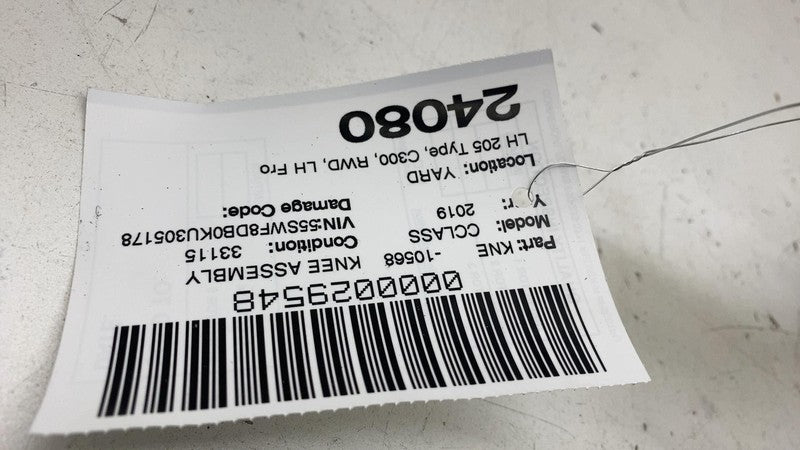 0000029548
Part: KNE -10568 KNEE ASSEMBLY
Model: CCLASS Condition: 33115
Y r: 2019 VIN:55SWF8DB0KU305178
Location: YARD Damage Code:
LH 205 Type, C300, RWD, LH Fro
24080